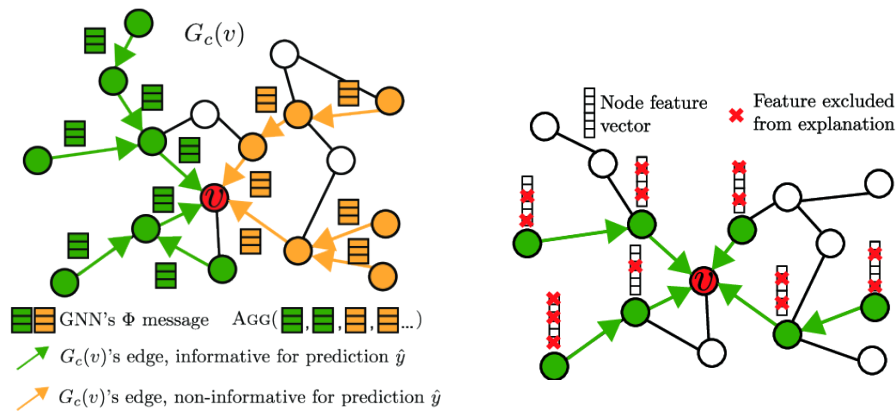 G_c(v)
v
GNN's Φ message AGG( , , , ...)
G_c(v)'s edge, informative for prediction ŷ
G_c(v)'s edge, non-informative for prediction ŷ
Node feature
vector
Feature excluded
from explanation
v